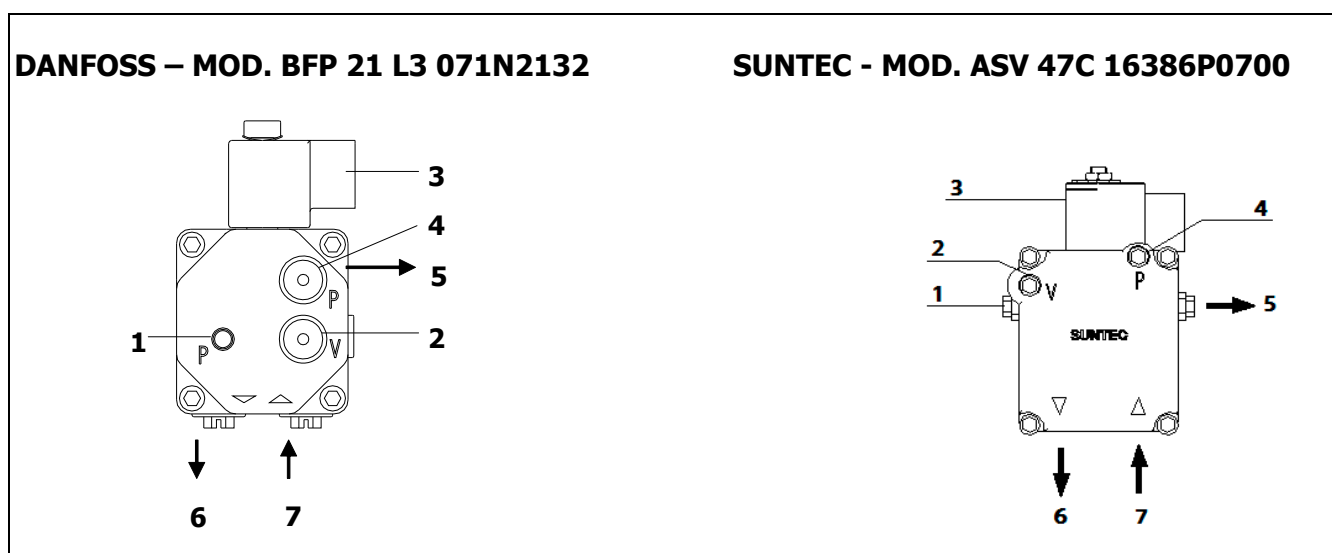 DANFOSS – MOD. BFP 21 L3 071N2132
3
4
5
P
1
P
2
V
6
7
SUNTEC - MOD. ASV 47C 16386P0700
3
4
2
P
1
V
5
SUNTEC
6
7